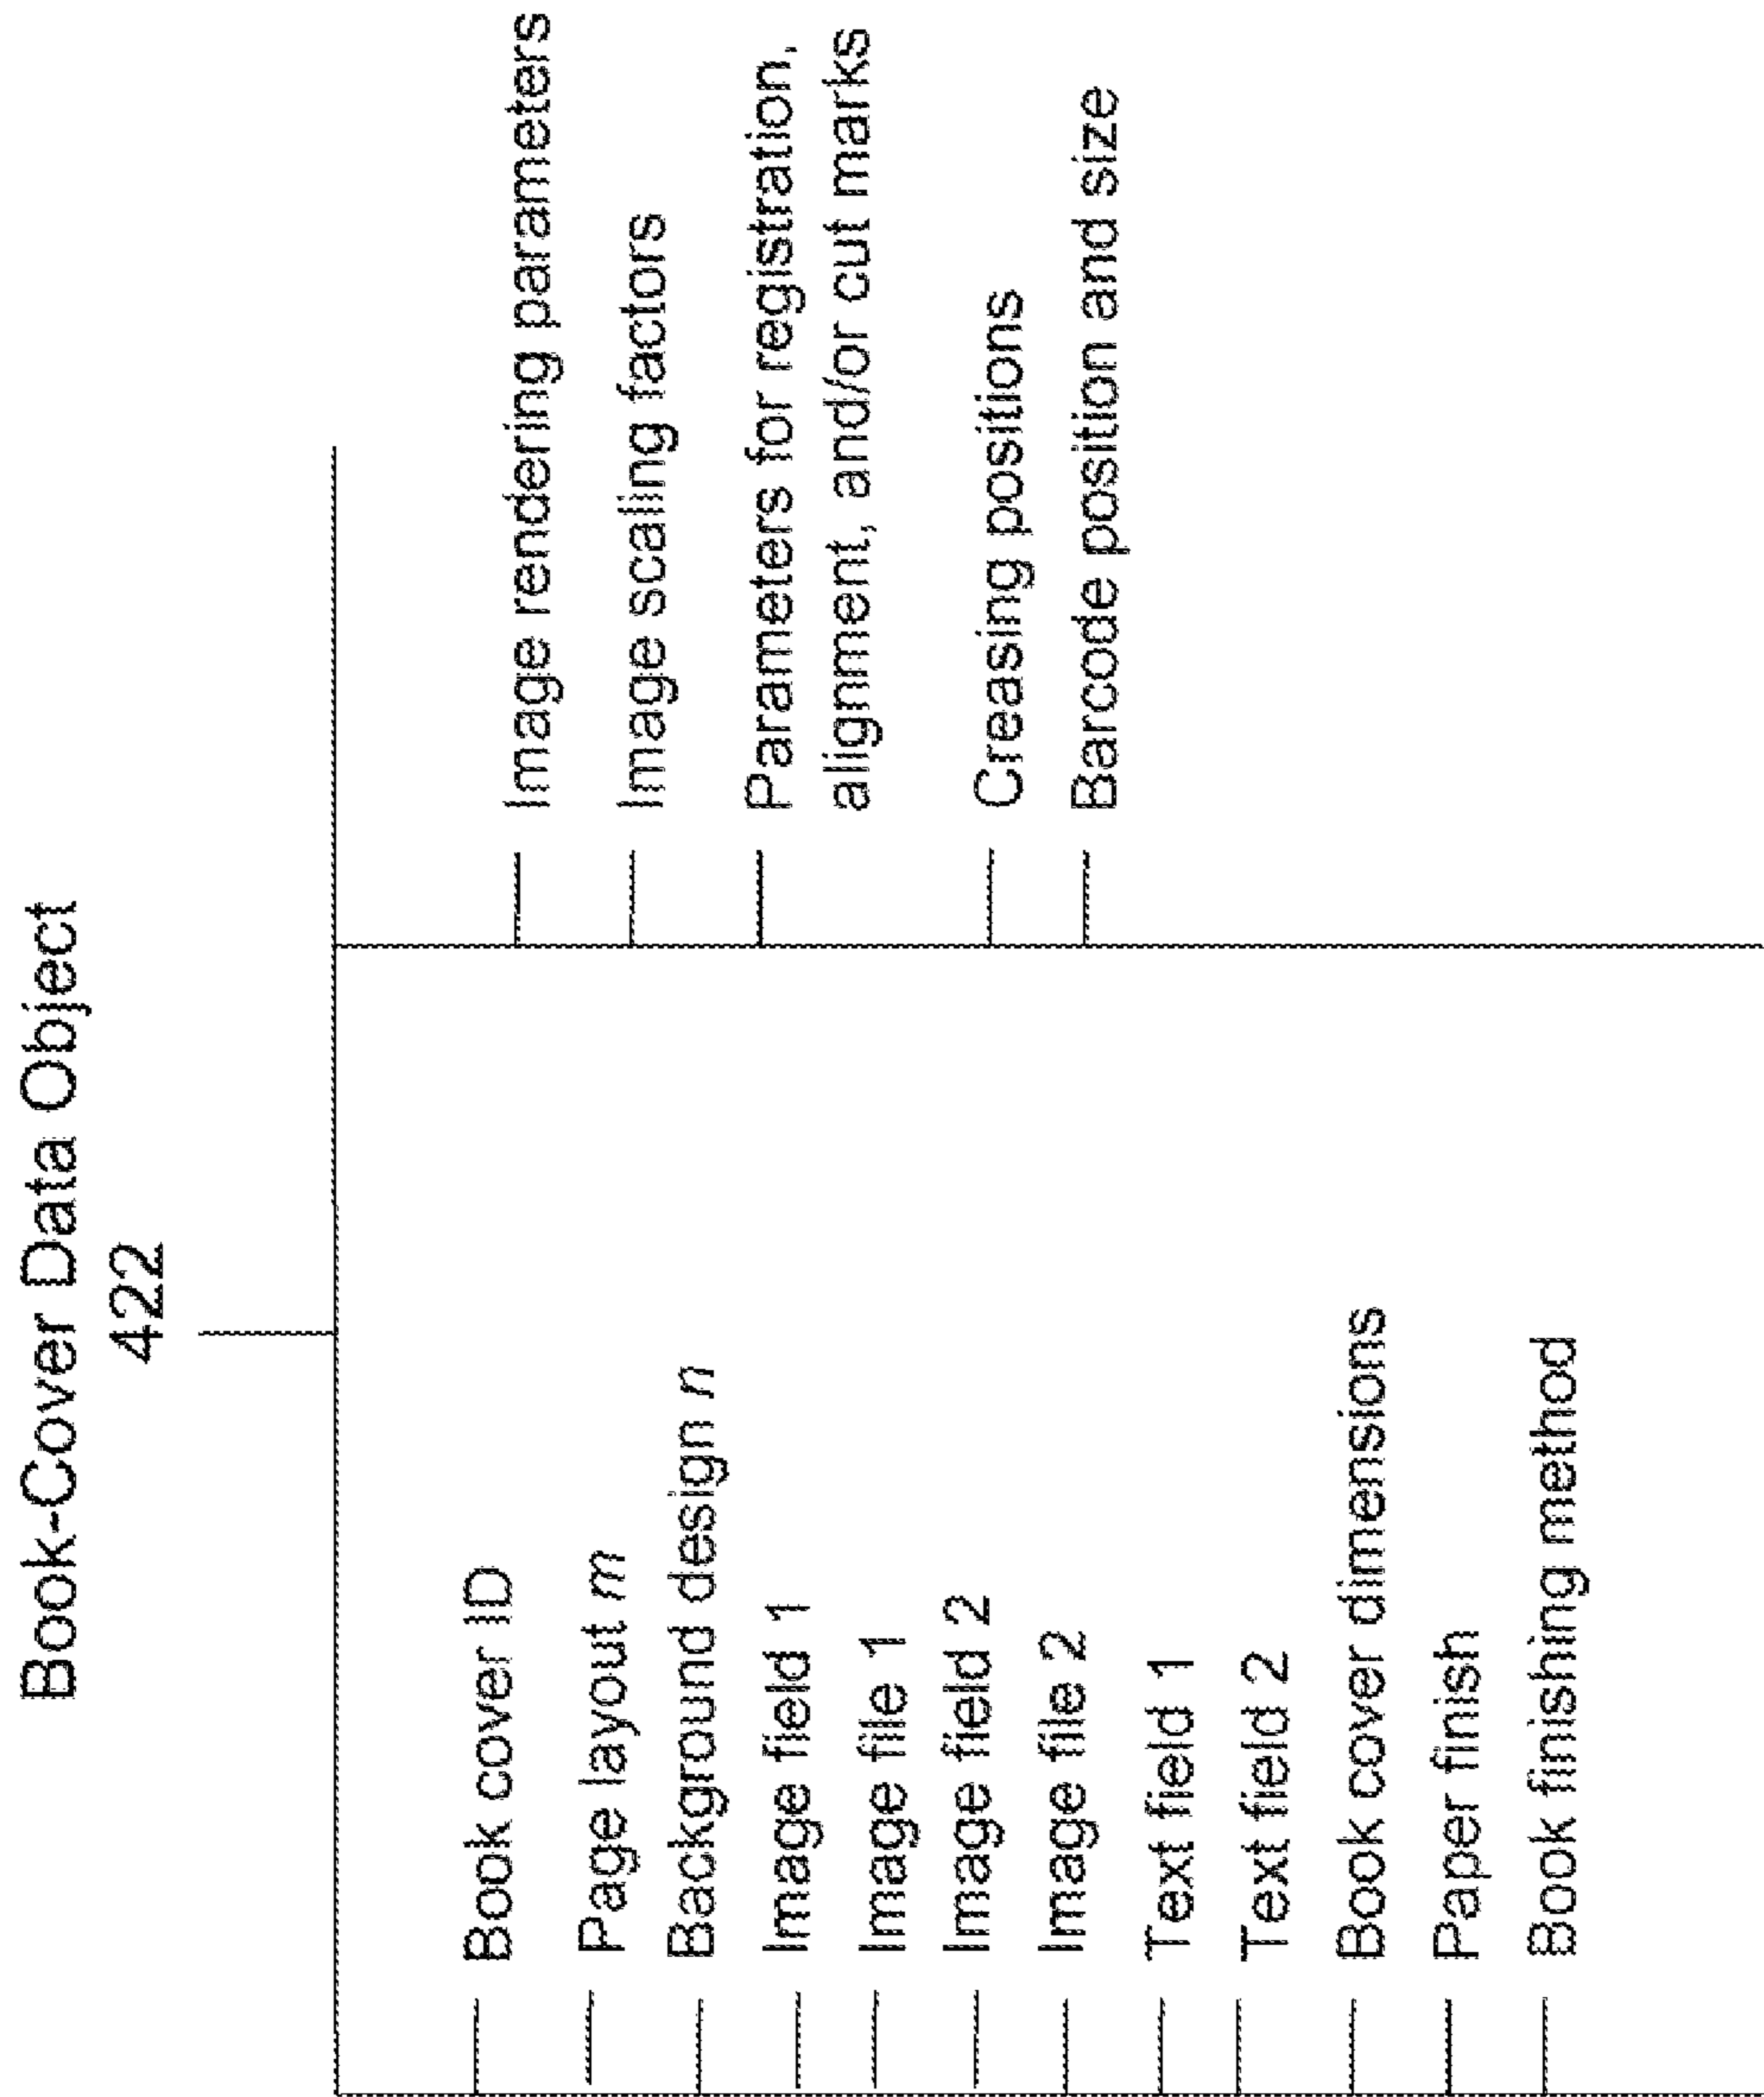 Book-Cover Data Object
422
Book cover ID
Page layout m
Background design n
Image field 1
Image file 1
Image field 2
Image file 2
Text field 1
Text field 2
Book cover dimensions
Paper finish
Book finishing method
Image rendering parameters
Image scaling factors
Parameters for registration,
alignment, and/or cut marks
Creasing positions
Barcode position and size